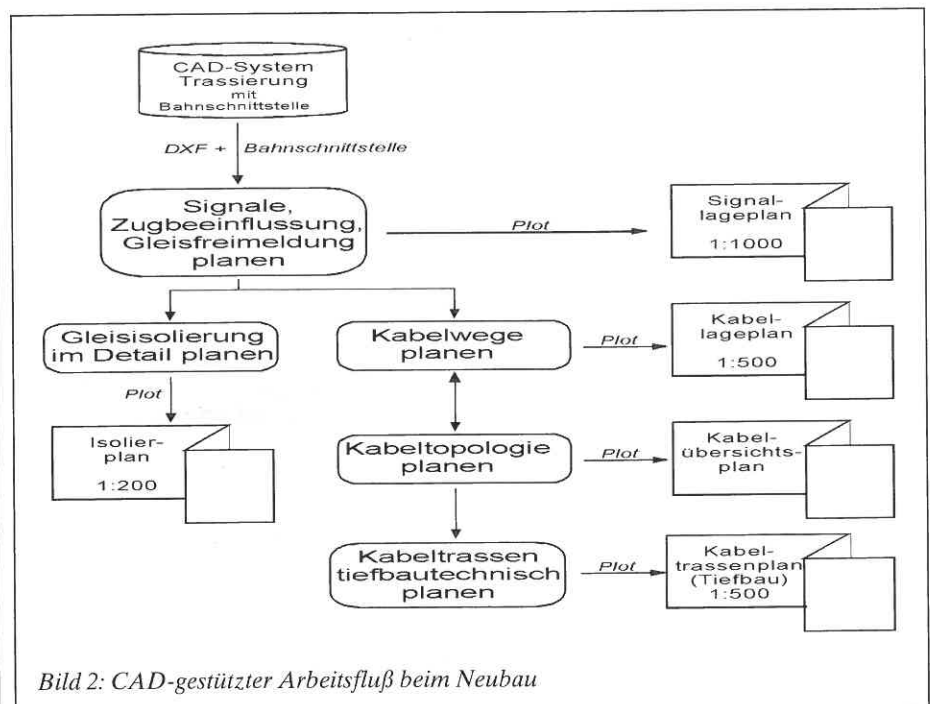 CAD-System
Trassierung
mit
Bahnschnittstelle
DXF + Bahnschnittstelle
Signale,
Zugbeeinflussung,
Gleisfreimeldung
planen
Plot
Signal-
lageplan
1:1000
Gleisisolierung
im Detail planen
Kabelwege
planen
Plot
Kabel-
lageplan
1:500
Plot
Isolier-
plan
1:200
Kabeltopologie
planen
Plot
Kabel-
übersichts-
plan
Kabeltrassen
tiefbautechnisch
planen
Plot
Kabel-
trassenplan
(Tiefbau)
1:500
Bild 2: CAD-gestützter Arbeitsfluß beim Neubau